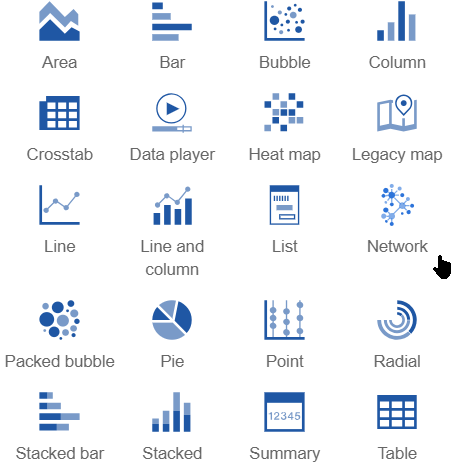 Area Bar Bubble Column
Crosstab Data player Heat map Legacy map
Line Line and column List Network
Packed bubble Pie Point Radial
12345
Stacked bar Stacked Summary Table